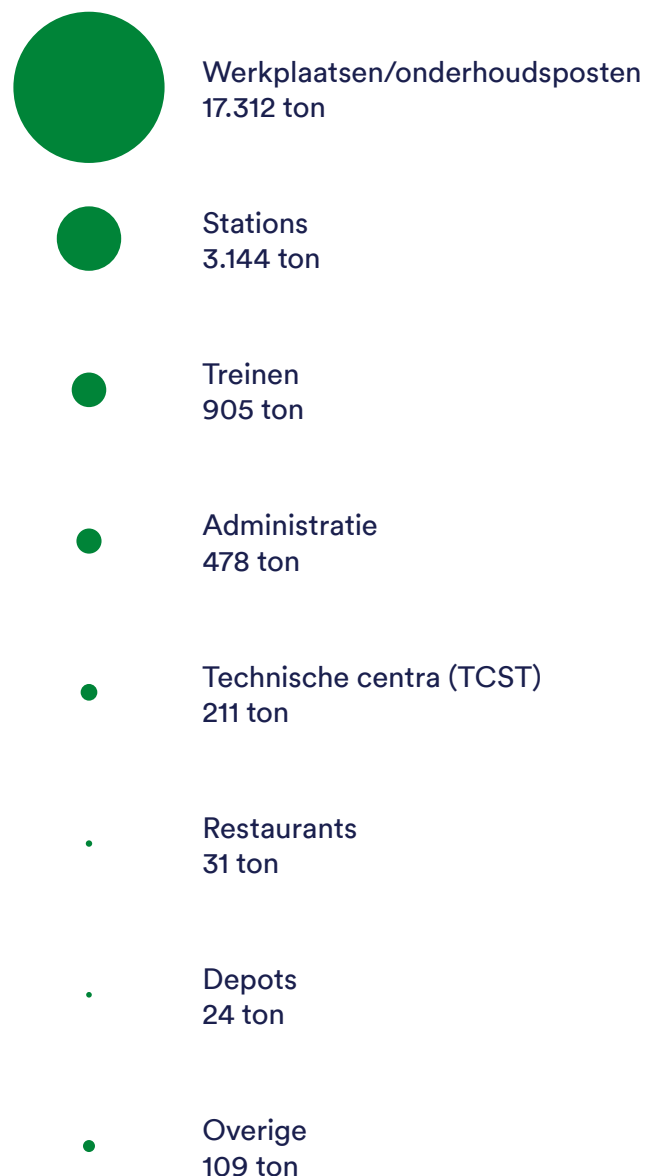 Werkplaatsen/onderhoudsposten
17.312 ton
Stations
3.144 ton
Treinen
905 ton
Administratie
478 ton
Technische centra (TCST)
211 ton
Restaurants
31 ton
Depots
24 ton
Overige
109 ton